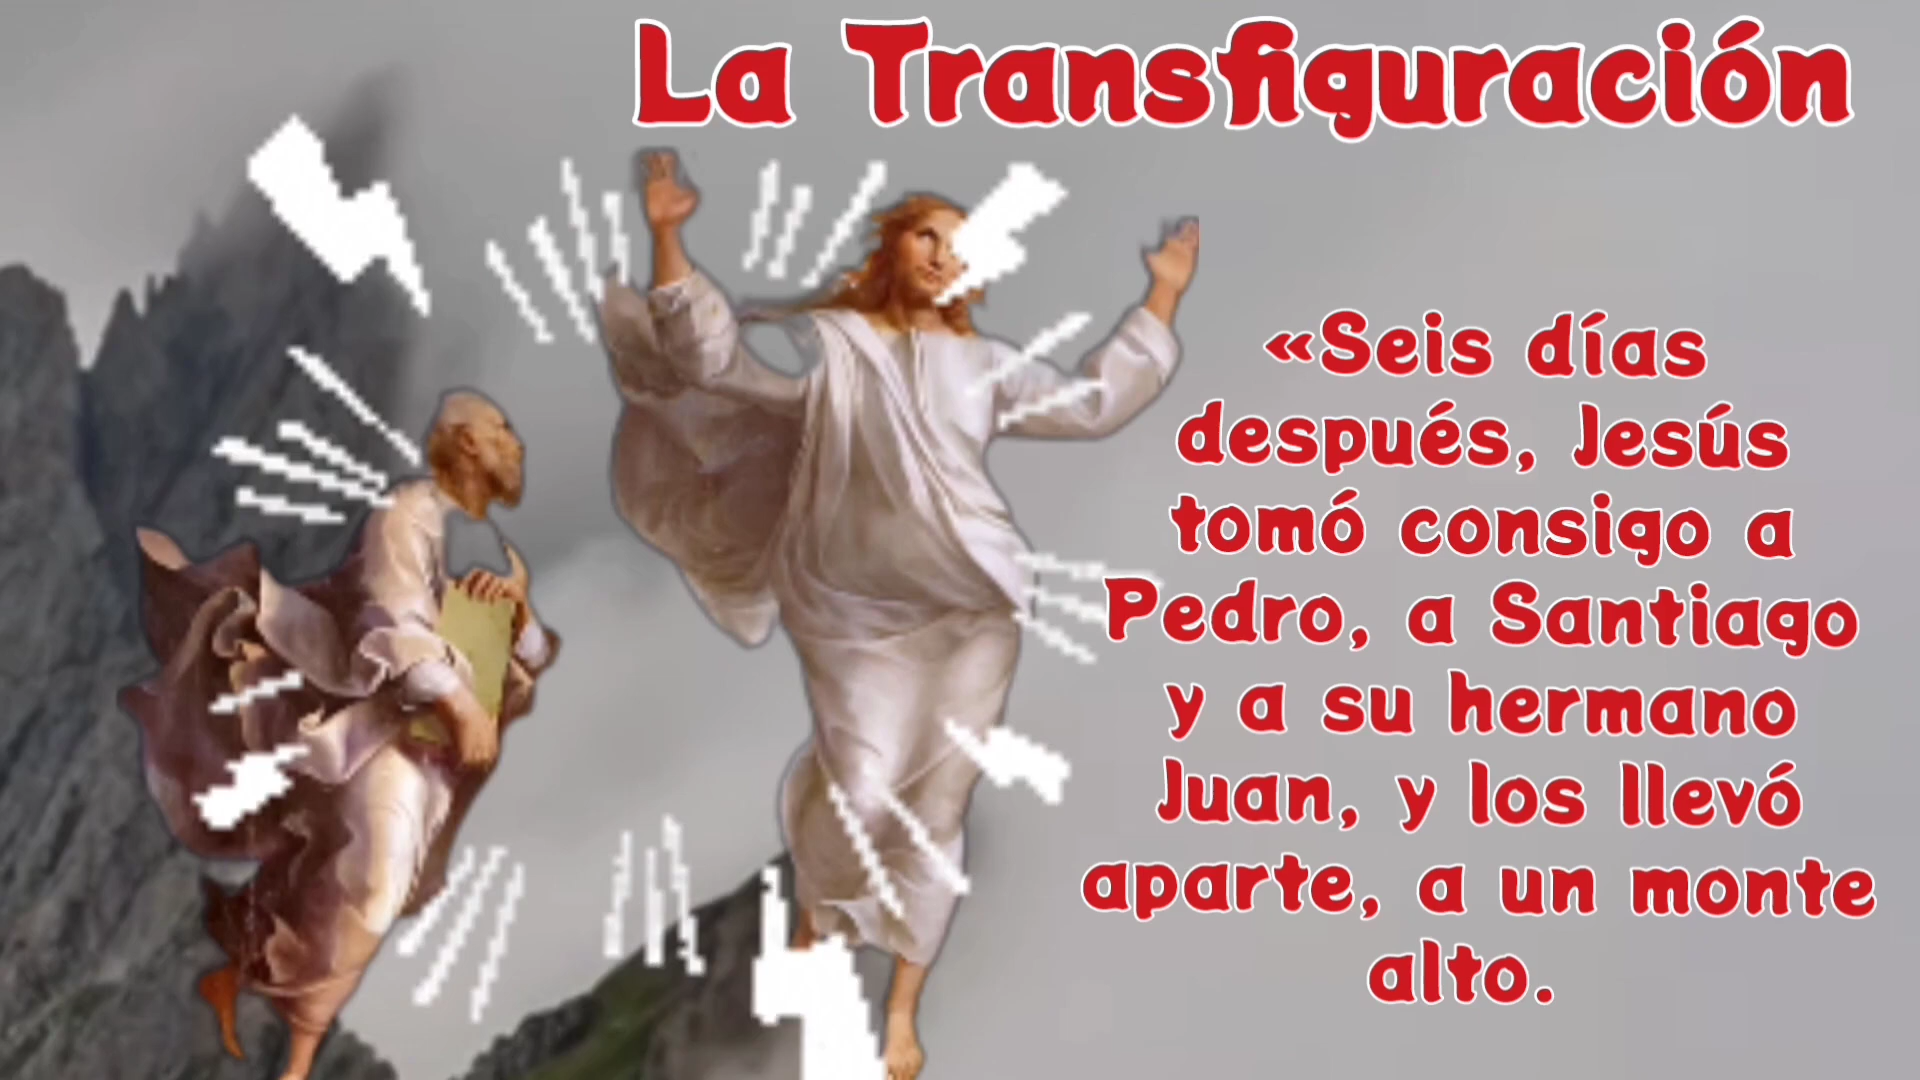 La Transfiguración
«Seis días
después, Jesús
tomó consigo a
Pedro, a Santiago
y a su hermano
Juan, y los llevó
aparte, a un monte
alto.